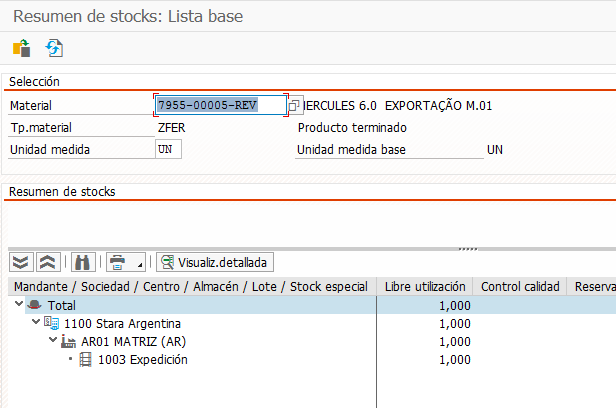 Resumen de stocks: Lista base
Selección
Material 7955-00005-REV HERCULES 6.0 EXPORTAÇÃO M.01
Tp.material ZFER Producto terminado
Unidad medida UN Unidad medida base UN
Resumen de stocks
Visualiz.detallada
Mandante / Sociedad / Centro / Almacén / Lote / Stock especial Libre utilización Control calidad Reserva
Total 1,000
1100 Stara Argentina 1,000
AR01 MATRIZ (AR) 1,000
1003 Expedición 1,000